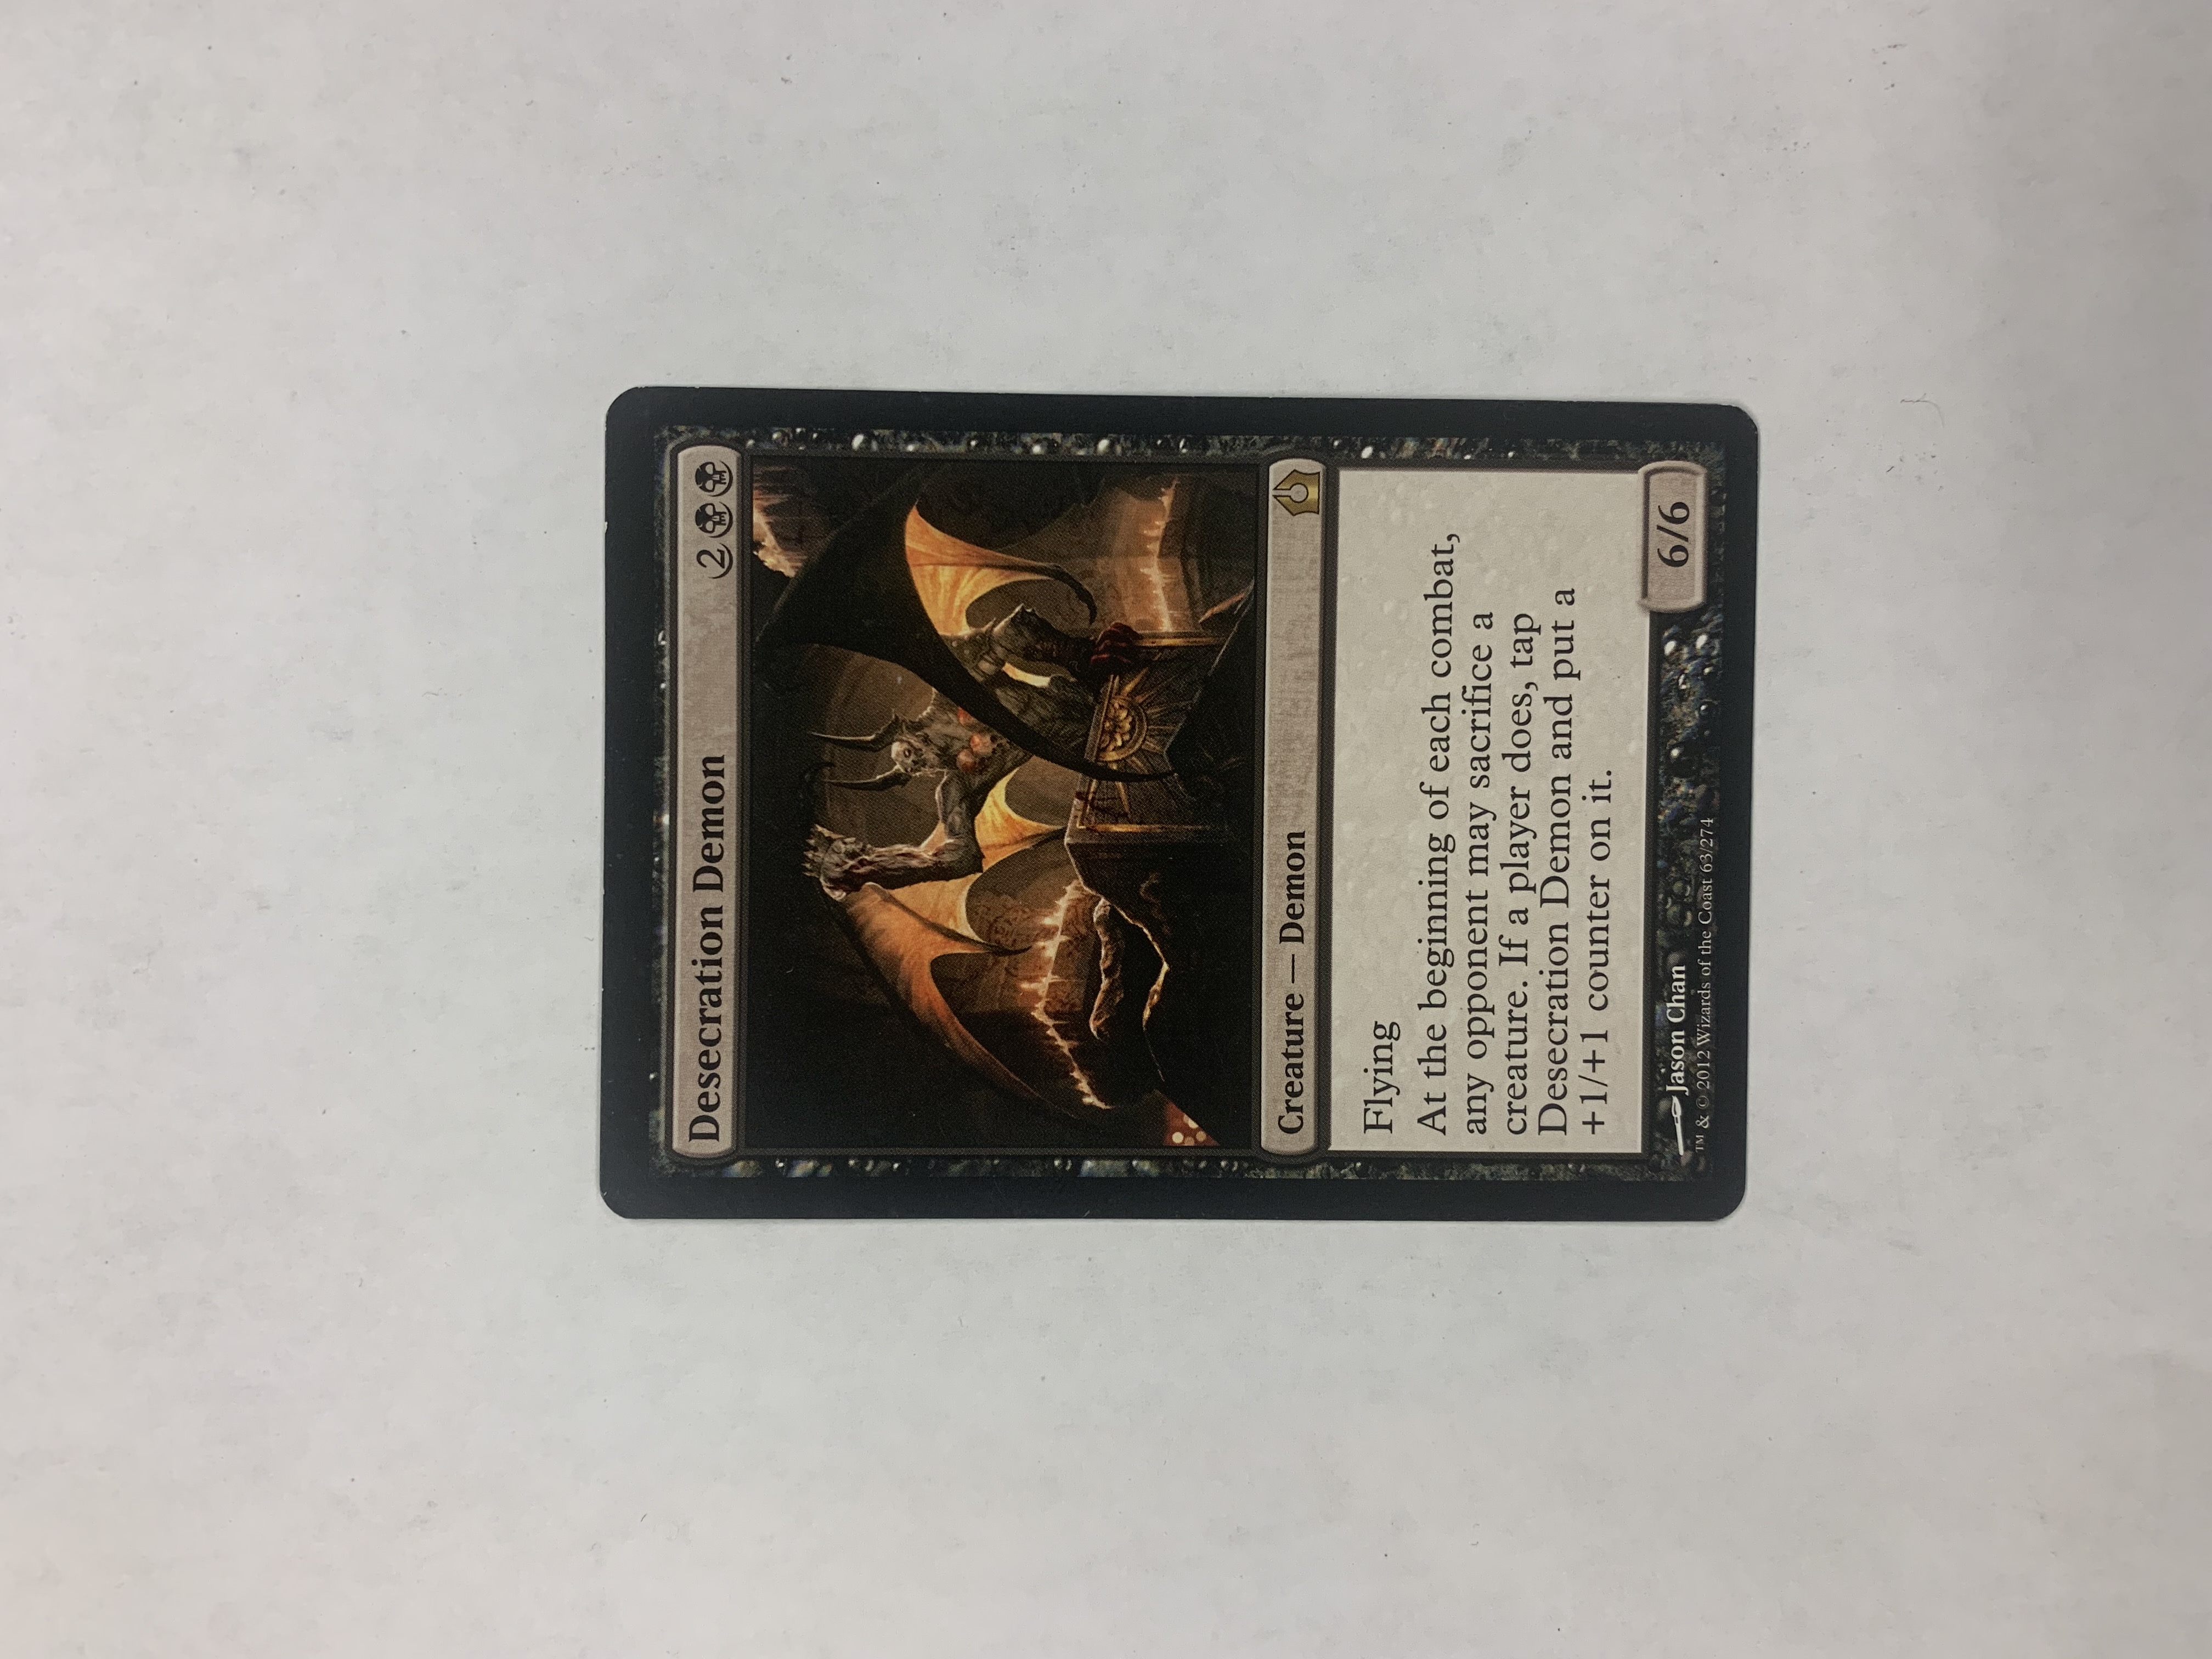 Desecration Demon 2
Creature — Demon
Flying
At the beginning of each combat,
any opponent may sacrifice a
creature. If a player does, tap
Desecration Demon and put a
+1/+1 counter on it.
6/6
Jason Chan
™ & © 2012 Wizards of the Coast 63/274